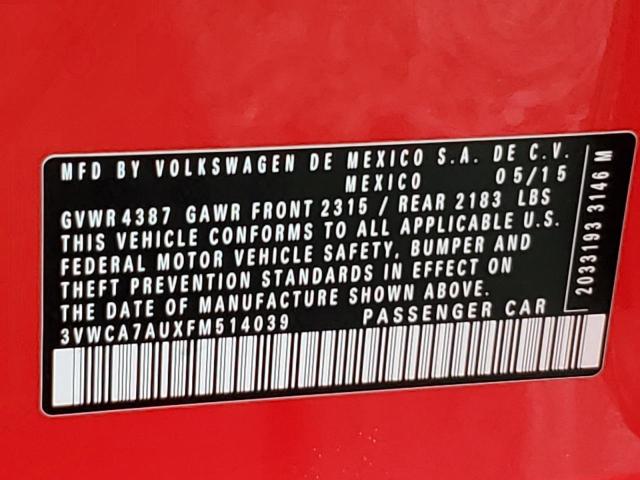 MFD BY VOLKSWAGEN DE MEXICO S.A. DE C.V.
MEXICO 05/15
GVWR 4387 GAWR FRONT 2315 / REAR 2183 LBS
THIS VEHICLE CONFORMS TO ALL APPLICABLE U.S.
FEDERAL MOTOR VEHICLE SAFETY, BUMPER AND
THEFT PREVENTION STANDARDS IN EFFECT ON
THE DATE OF MANUFACTURE SHOWN ABOVE.
3VWCA7AUXFM514039 PASSENGER CAR
2033193 3146 M